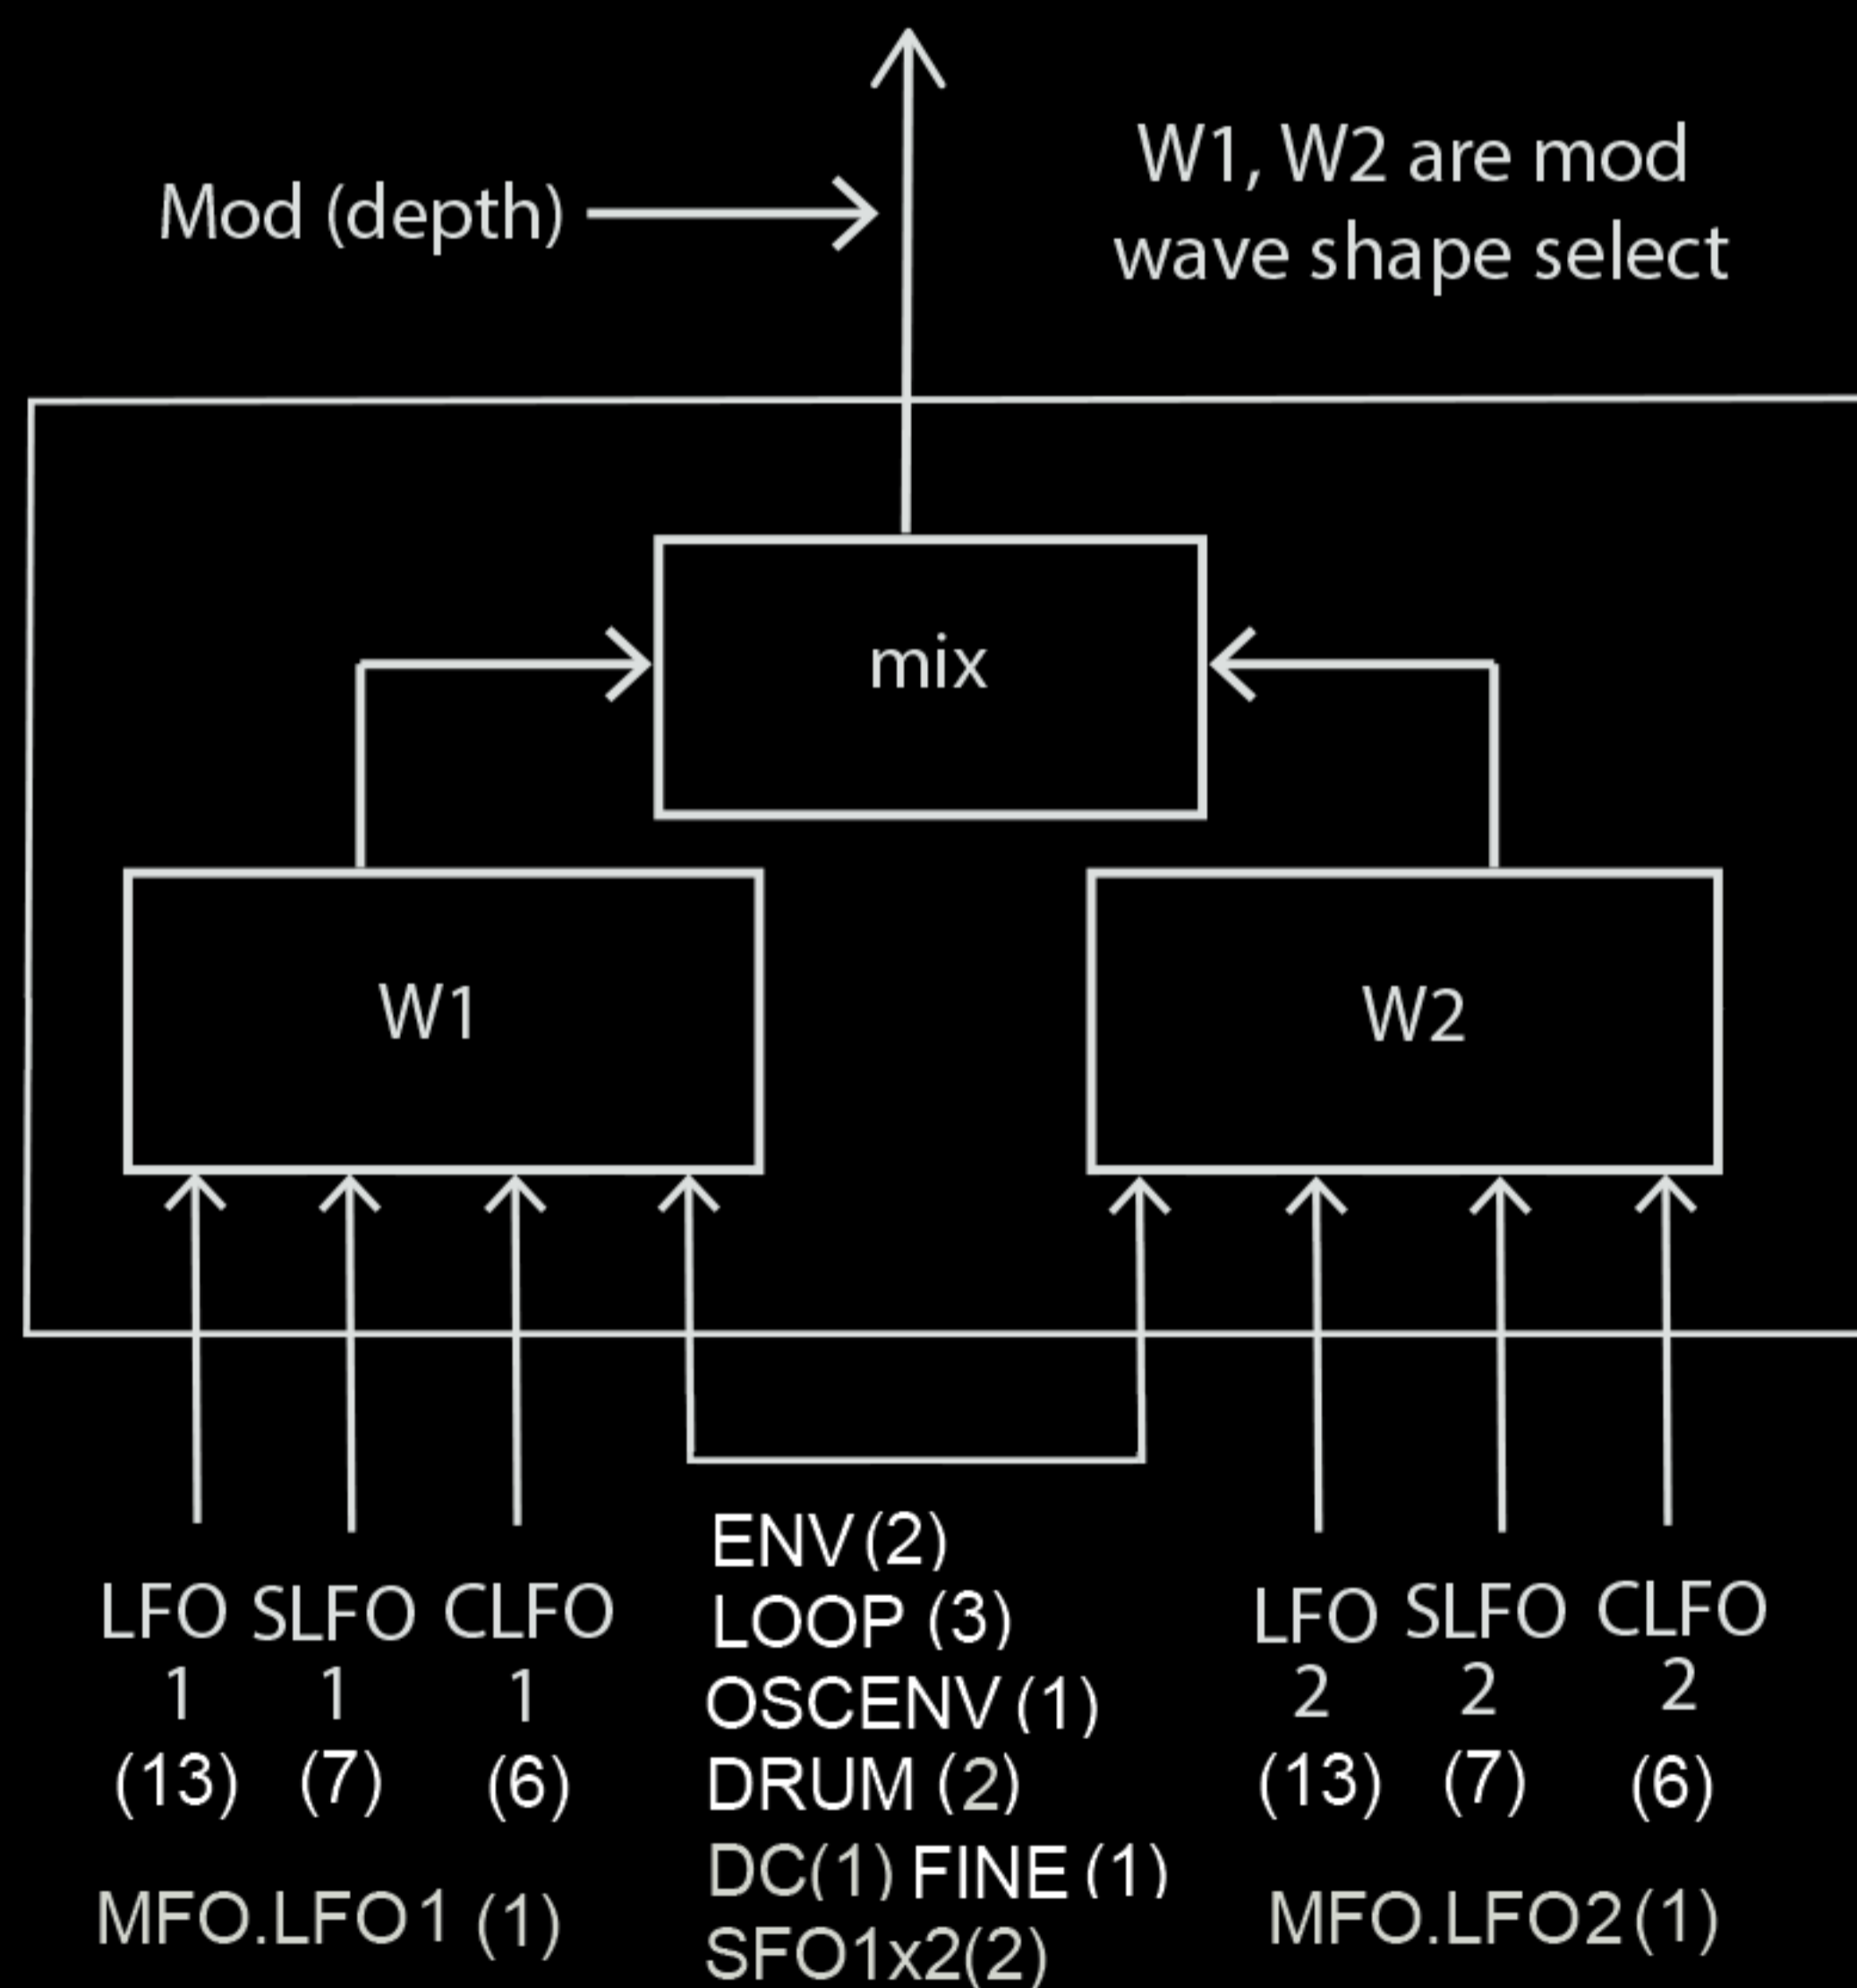 Mod (depth)
W1, W2 are mod
wave shape select
mix
W1
W2
LFO
1
(13)
SLFO
1
(7)
CLFO
1
(6)
MFO.LFO1 (1)
ENV (2)
LOOP (3)
OSCENV (1)
DRUM (2)
DC(1) FINE (1)
SFO1x2(2)
LFO
2
(13)
SLFO
2
(7)
CLFO
2
(6)
MFO.LFO2 (1)